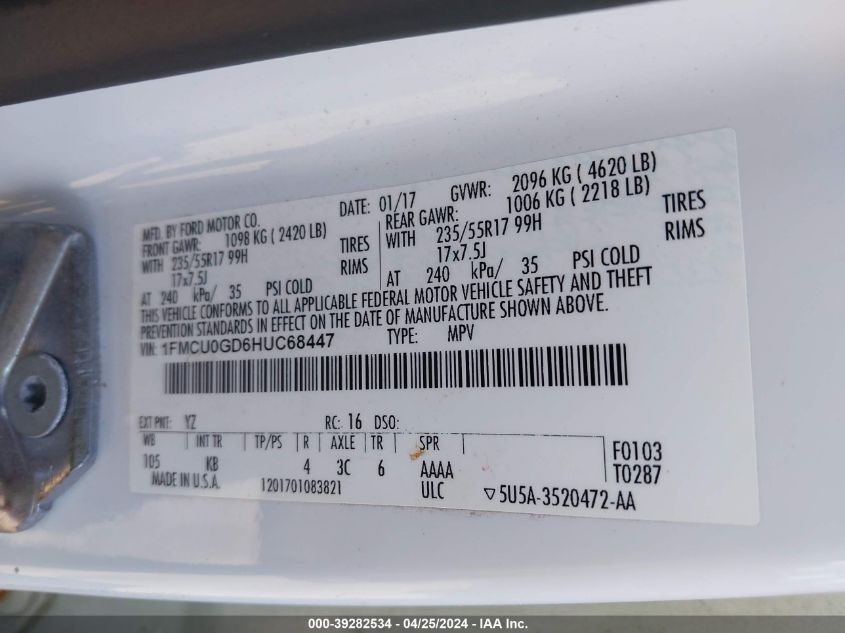 MFD. BY FORD MOTOR CO. DATE: 01/17 GVWR: 2096 KG ( 4620 LB)
FRONT GAWR: 1098 KG ( 2420 LB) REAR GAWR: 1006 KG ( 2218 LB)
WITH 235/55R17 99H TIRES WITH 235/55R17 99H TIRES
17x7.5J RIMS 17x7.5J RIMS
AT 240 kPa/ 35 PSI COLD AT 240 kPa/ 35 PSI COLD
THIS VEHICLE CONFORMS TO ALL APPLICABLE FEDERAL MOTOR VEHICLE SAFETY AND THEFT
PREVENTION STANDARDS IN EFFECT ON THE DATE OF MANUFACTURE SHOWN ABOVE.
VIN: 1FMCU0GD6HUC68447 TYPE: MPV
EXT PNT: YZ RC: 16 DSO:
WB INT TR TP/PS R AXLE TR SPR F0103
105 KB 4 3C 6 AAAA T0287
MADE IN U.S.A. 1201701083821 ULC ▽5U5A-3520472-AA
000-39282534 - 04/25/2024 - IAA Inc.